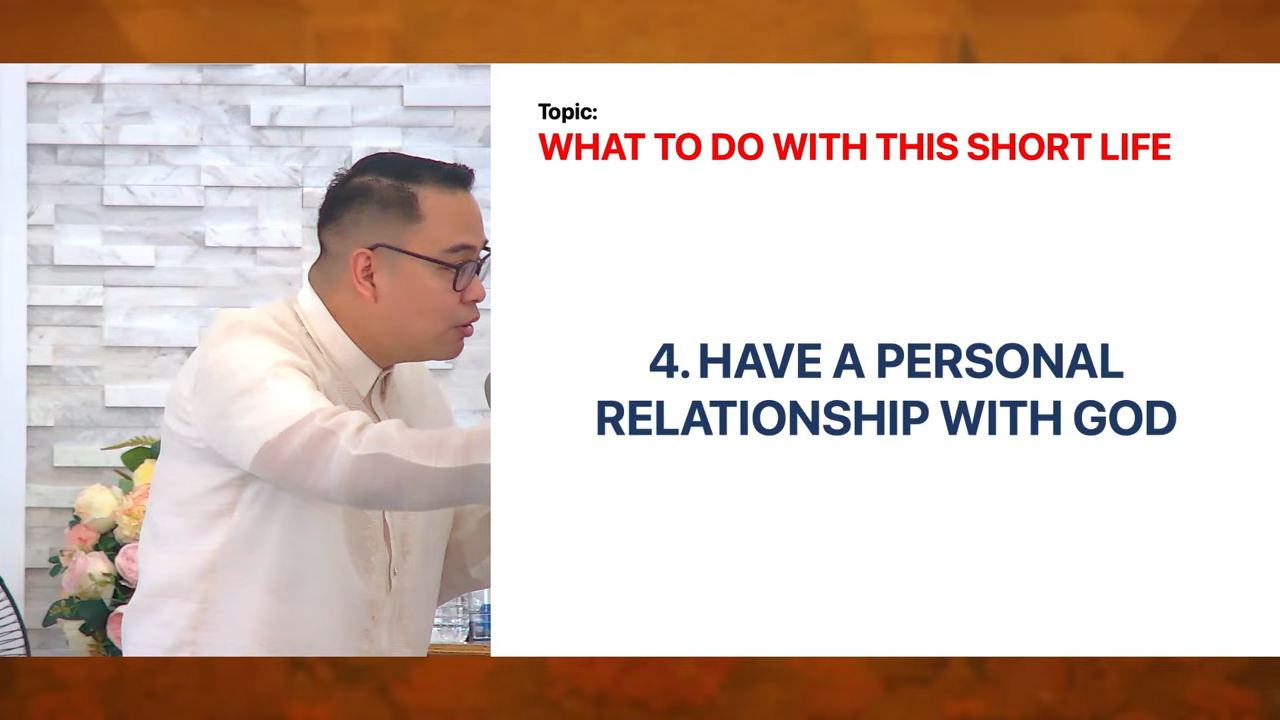 Topic:
WHAT TO DO WITH THIS SHORT LIFE
4. HAVE A PERSONAL
RELATIONSHIP WITH GOD